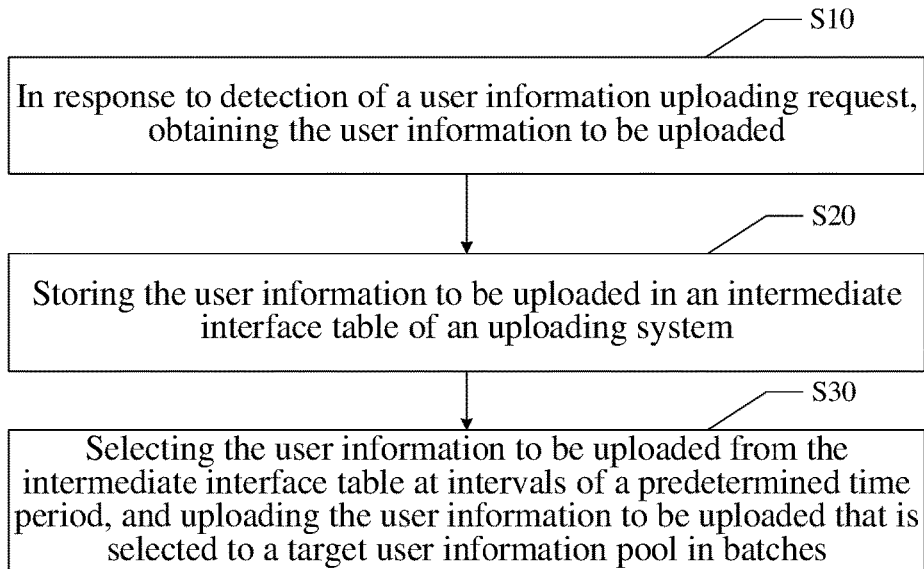 S10
In response to detection of a user information uploading request,
obtaining the user information to be uploaded
S20
Storing the user information to be uploaded in an intermediate
interface table of an uploading system
S30
Selecting the user information to be uploaded from the
intermediate interface table at intervals of a predetermined time
period, and uploading the user information to be uploaded that is
selected to a target user information pool in batches